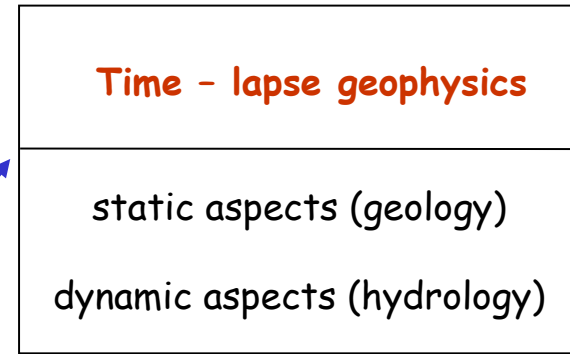 Time – lapse geophysics
static aspects (geology)
dynamic aspects (hydrology)